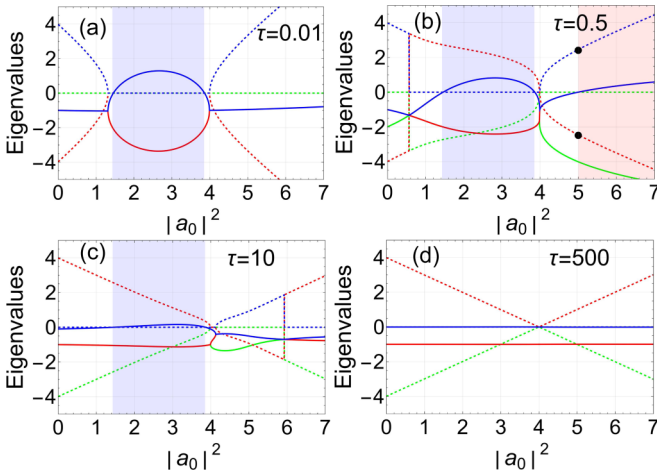 (a) τ=0.01
Eigenvalues
4
2
0
−2
−4
0 1 2 3 4 5 6 7
|a₀|²
(b) τ=0.5
Eigenvalues
4
2
0
−2
−4
0 1 2 3 4 5 6 7
|a₀|²
(c) τ=10
Eigenvalues
4
2
0
−2
−4
0 1 2 3 4 5 6 7
|a₀|²
(d) τ=500
Eigenvalues
4
2
0
−2
−4
0 1 2 3 4 5 6 7
|a₀|²